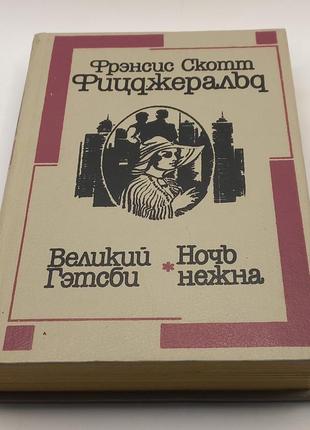 Фрэнсис Скотт
Фицджеральд
Великий
Гэтсби
*
Ночь
нежна